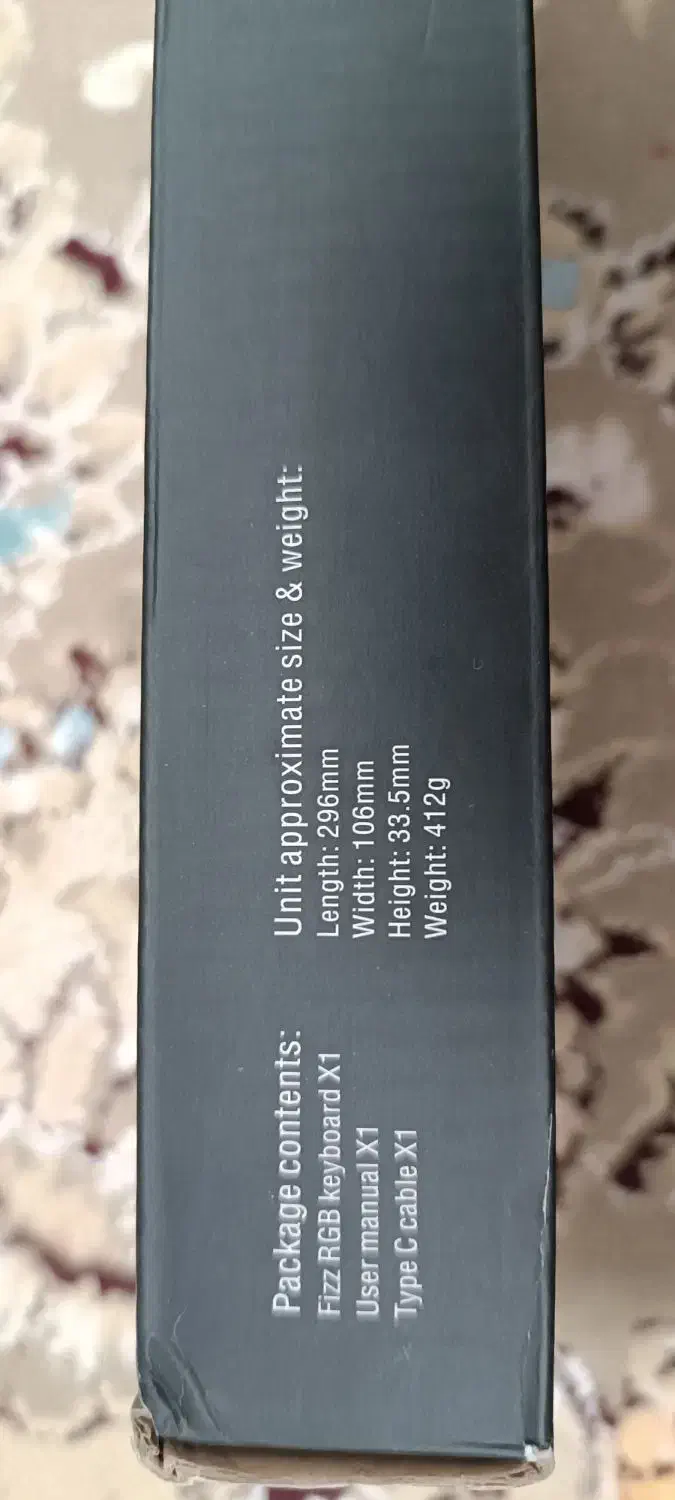 Package contents:
Fizz RGB keyboard X1
User manual X1
Type C cable X1
Unit approximate size & weight:
Length: 296mm
Width: 106mm
Height: 33.5mm
Weight: 412g